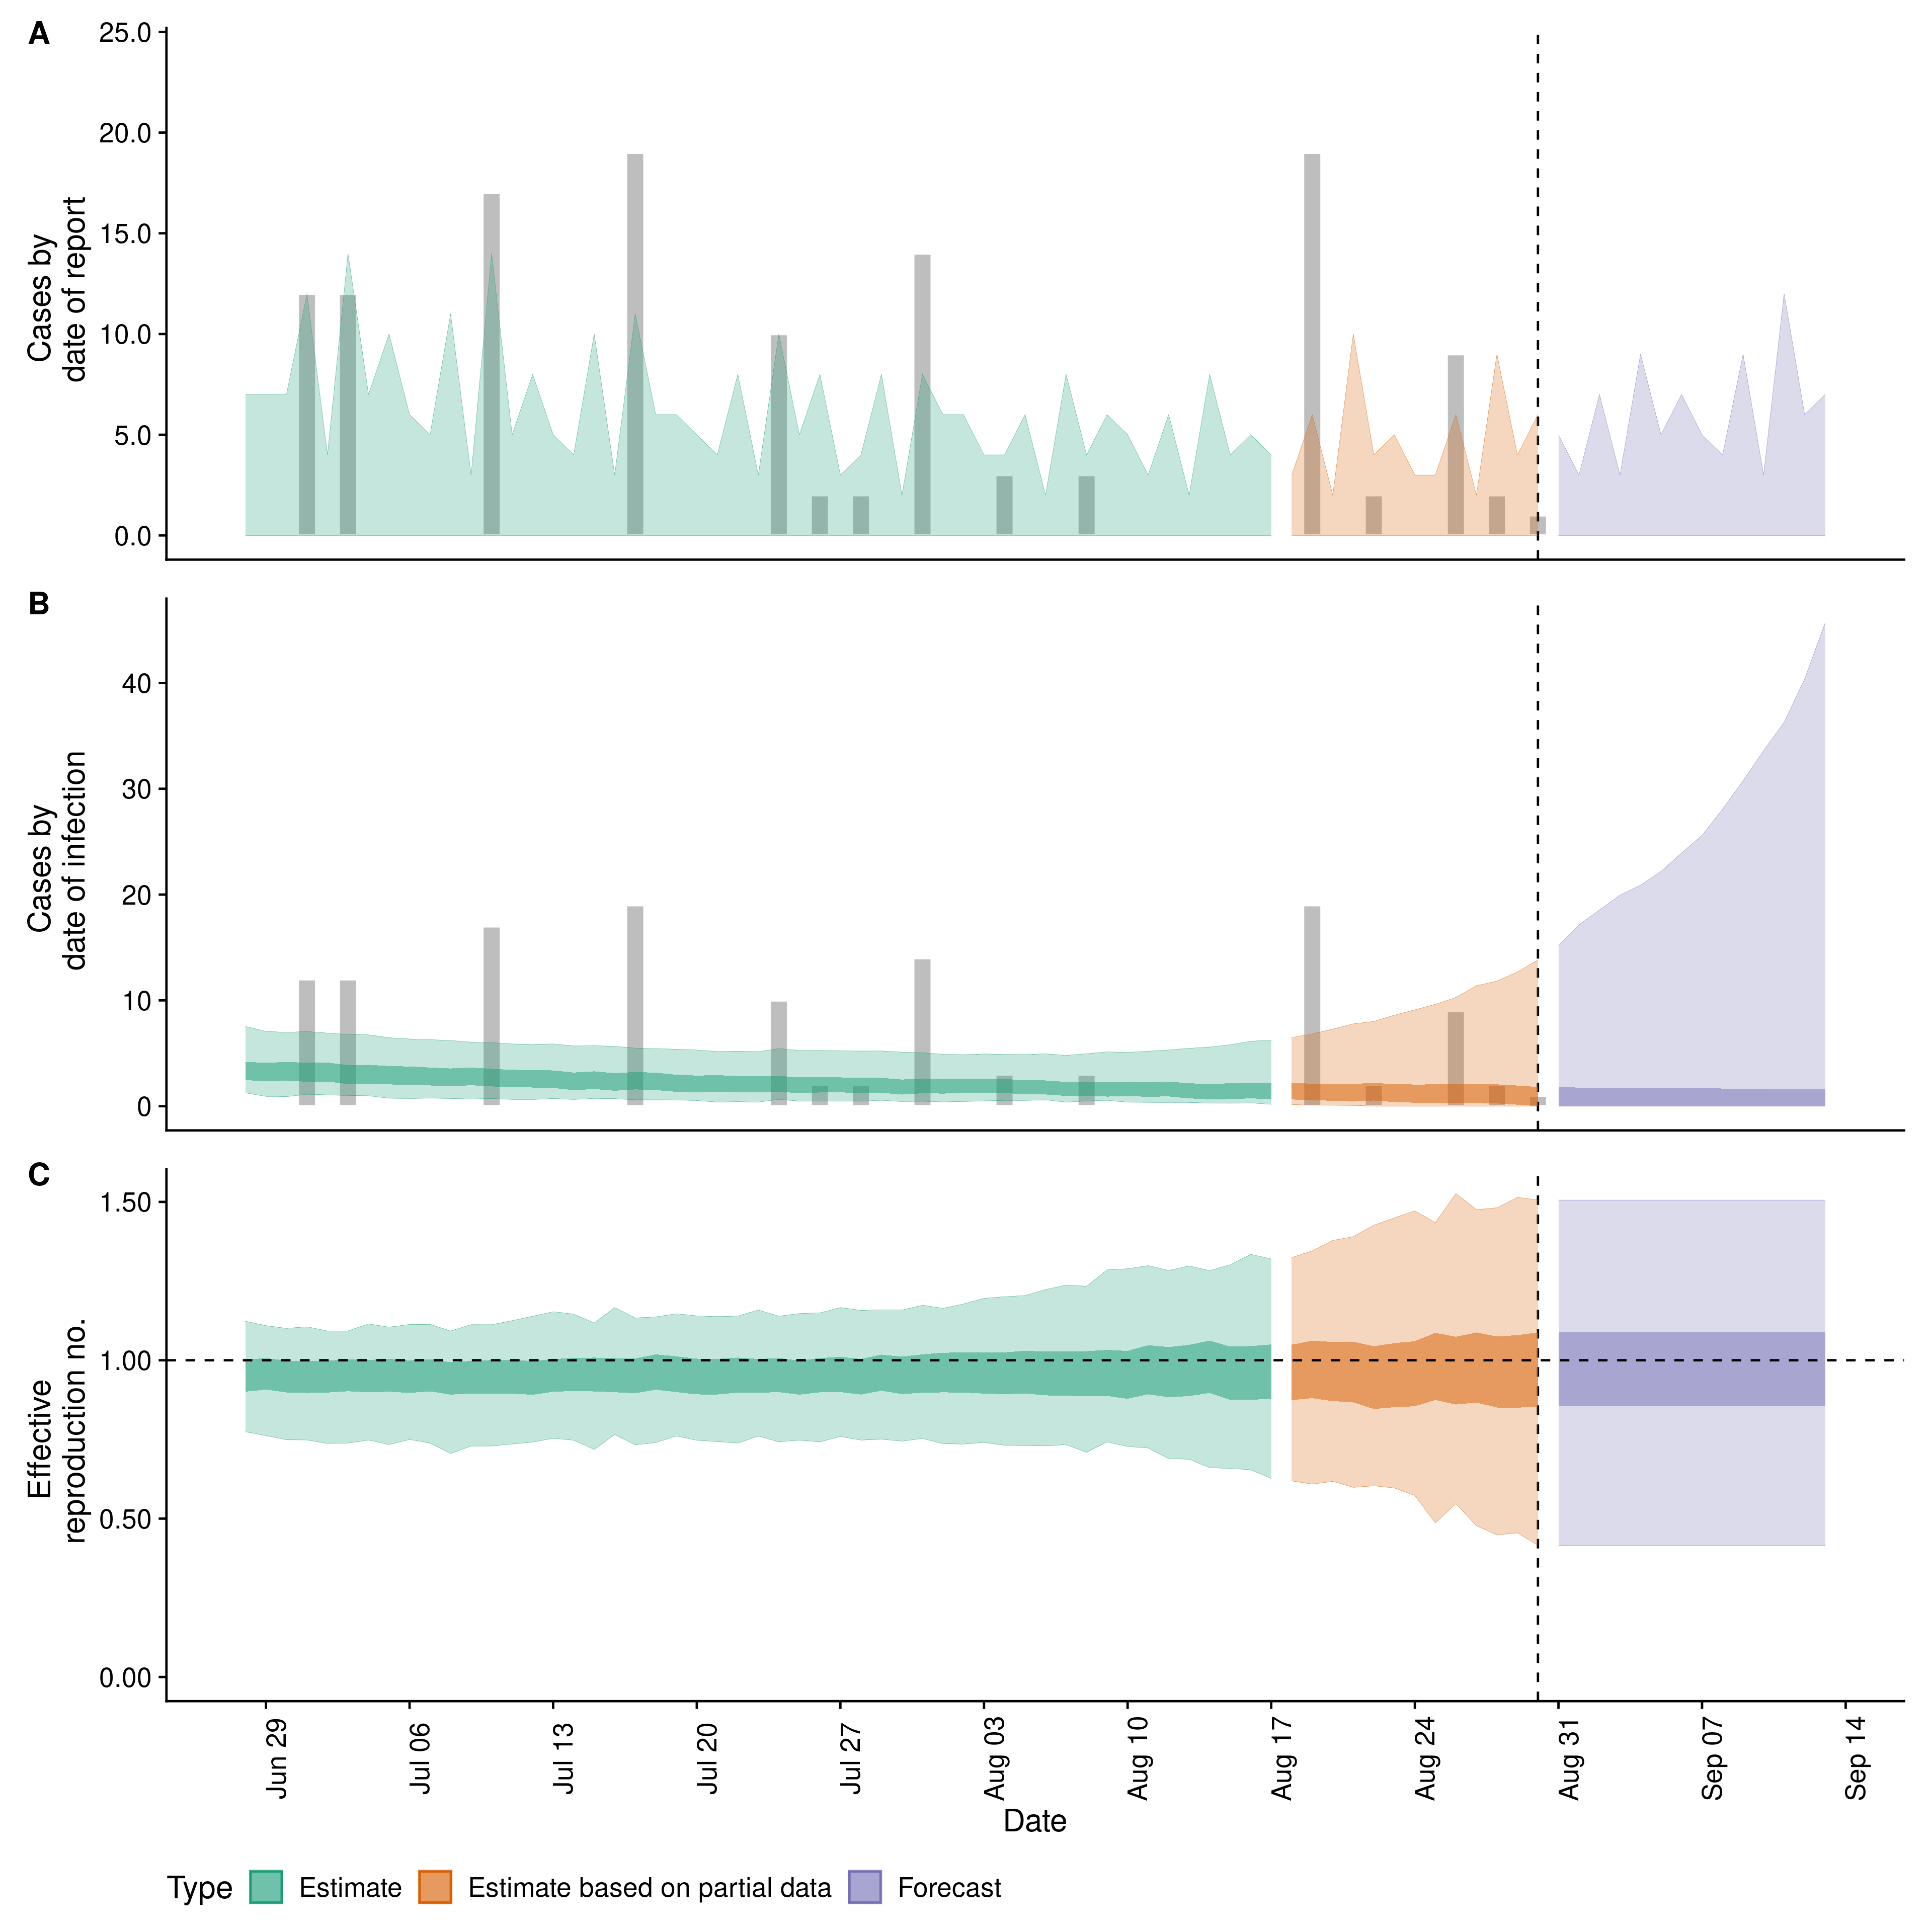 A
Cases by
date of report
25.0
20.0
15.0
10.0
5.0
0.0
B
Cases by
date of infection
40
30
20
10
0
C
Effective
reproduction no.
1.50
1.00
0.50
0.00
Jun 29
Jul 06
Jul 13
Jul 20
Jul 27
Aug 03
Aug 10
Aug 17
Aug 24
Aug 31
Sep 07
Sep 14
Date
Type Estimate Estimate based on partial data Forecast